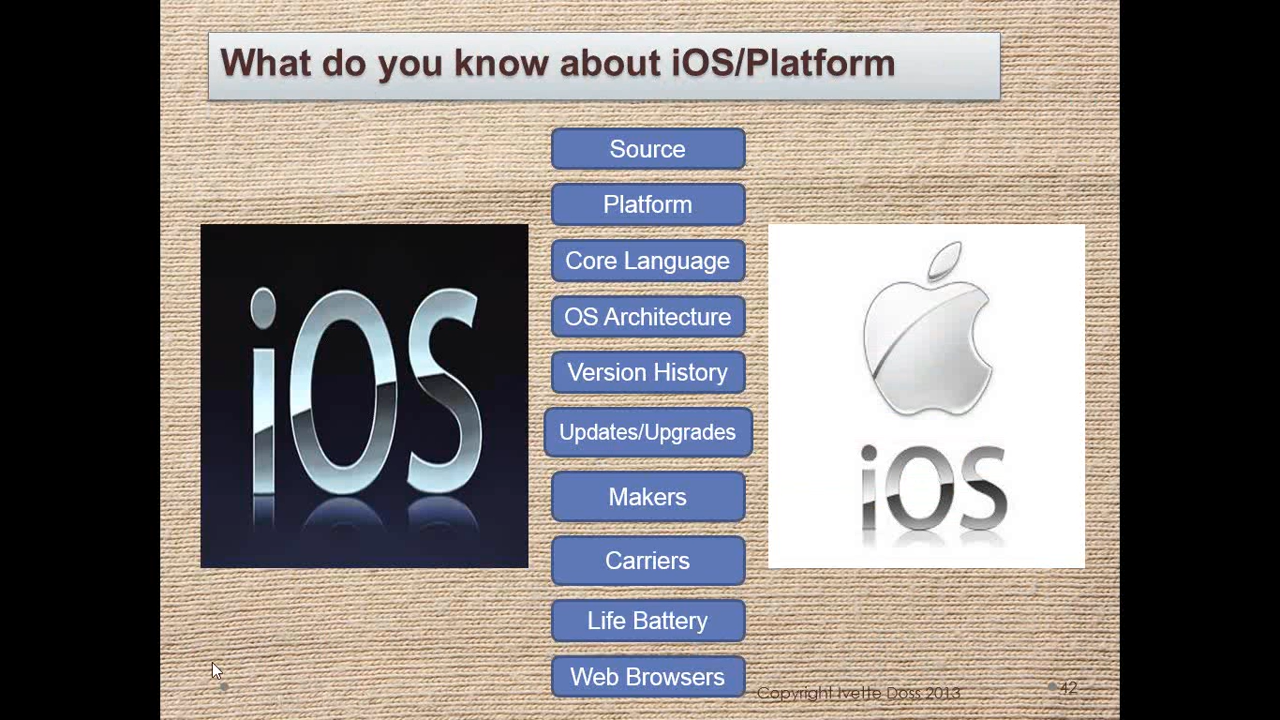 What do you know about iOS/Platform
Source
Platform
Core Language
OS Architecture
Version History
Updates/Upgrades
Makers
Carriers
Life Battery
Web Browsers
iOS
iOS
Copyright Ivette Doss 2013
42